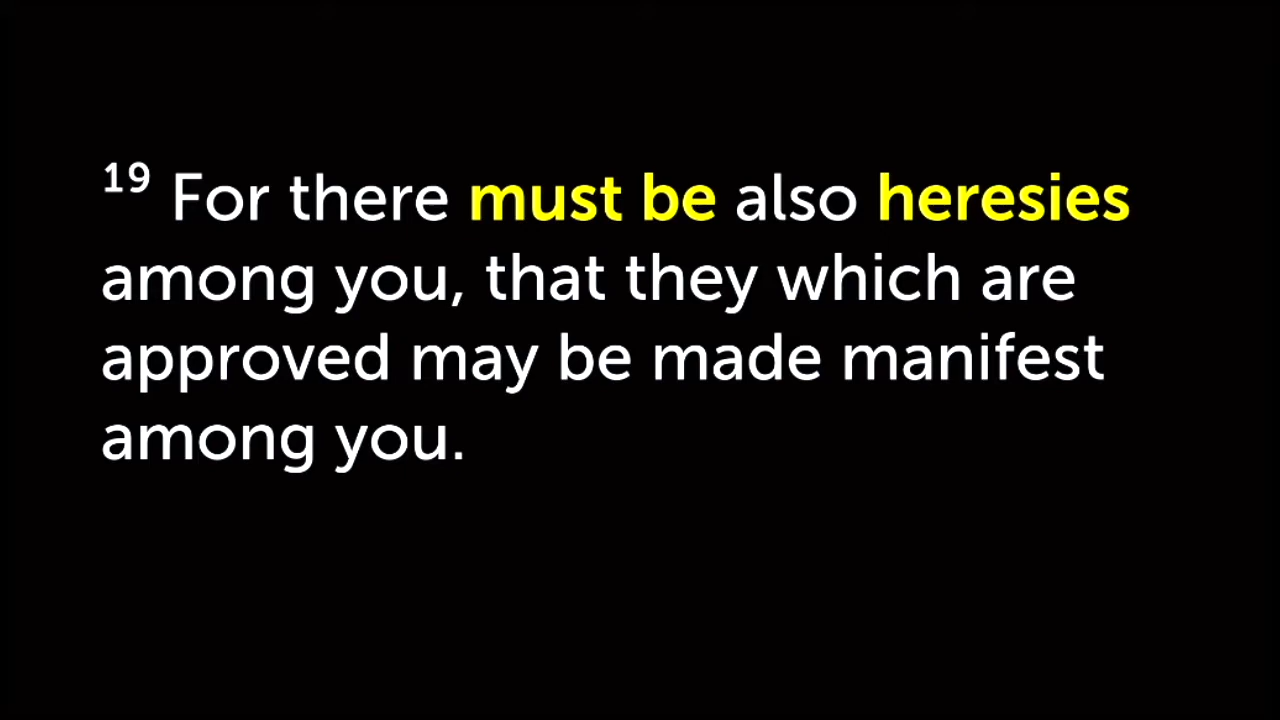 19 For there must be also heresies
among you, that they which are
approved may be made manifest
among you.